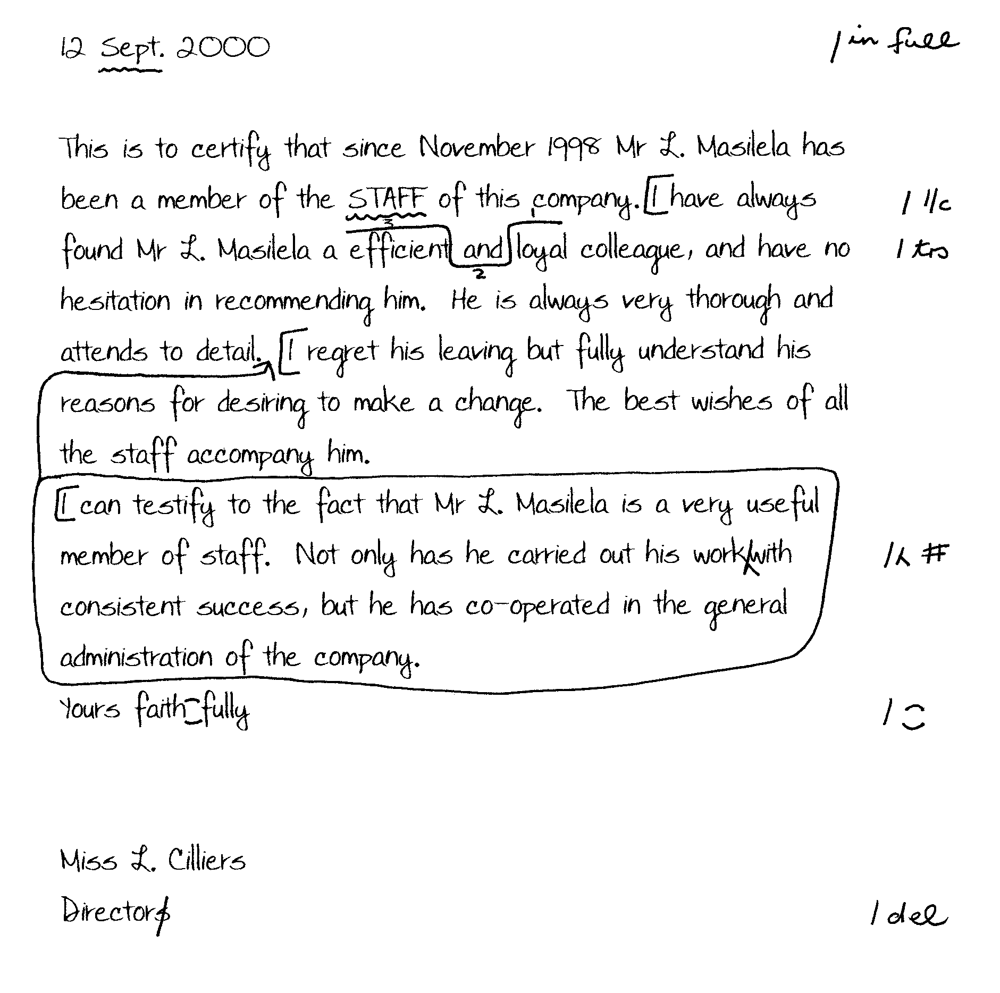 12 Sept. 2000 / in full
This is to certify that since November 1998 Mr L. Masilela has
been a member of the STAFF of this company. [I have always / l/c
found Mr L. Masilela a efficient and loyal colleague, and have no / trs
3 2 1
hesitation in recommending him. He is always very thorough and
attends to detail. [I regret his leaving but fully understand his
reasons for desiring to make a change. The best wishes of all
the staff accompany him.
[I can testify to the fact that Mr L. Masilela is a very useful
member of staff. Not only has he carried out his work/with / ⁁ #
consistent success, but he has co-operated in the general
administration of the company.
Yours faith fully /
Miss L. Cilliers
Directors / del